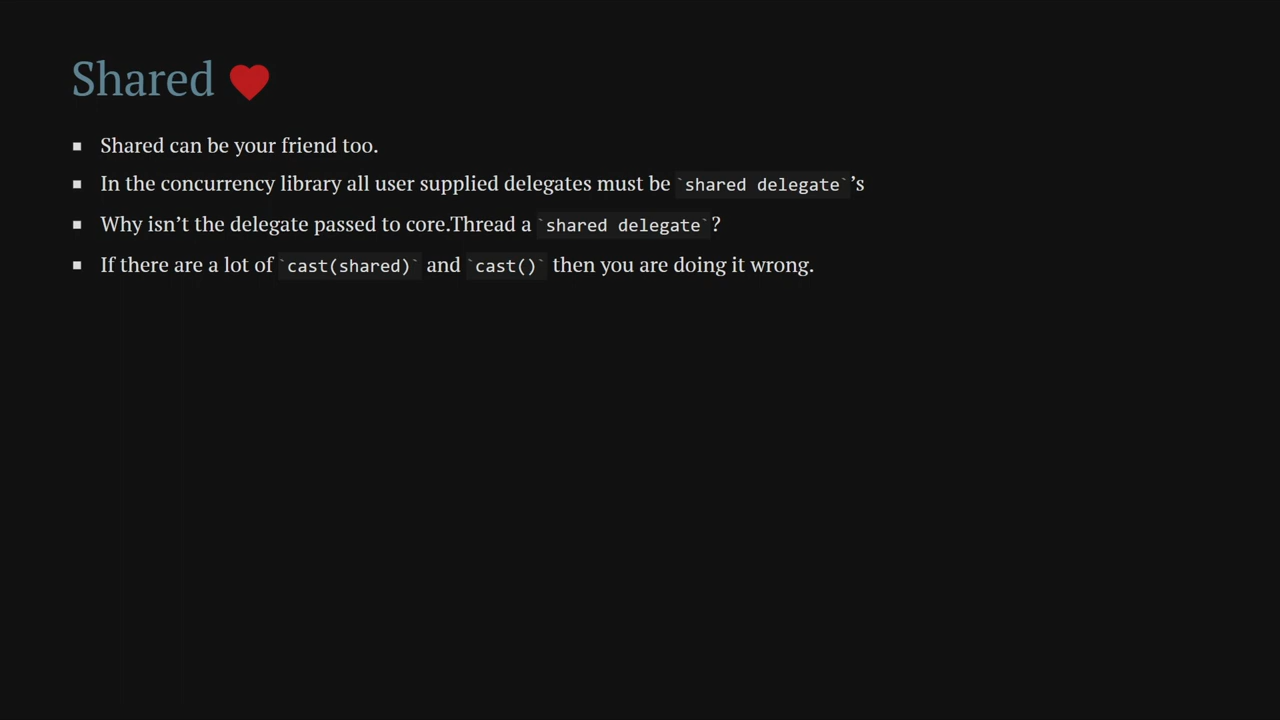 Shared ❤
▪ Shared can be your friend too.
▪ In the concurrency library all user supplied delegates must be `shared delegate`’s
▪ Why isn’t the delegate passed to core.Thread a `shared delegate`?
▪ If there are a lot of `cast(shared)` and `cast()` then you are doing it wrong.